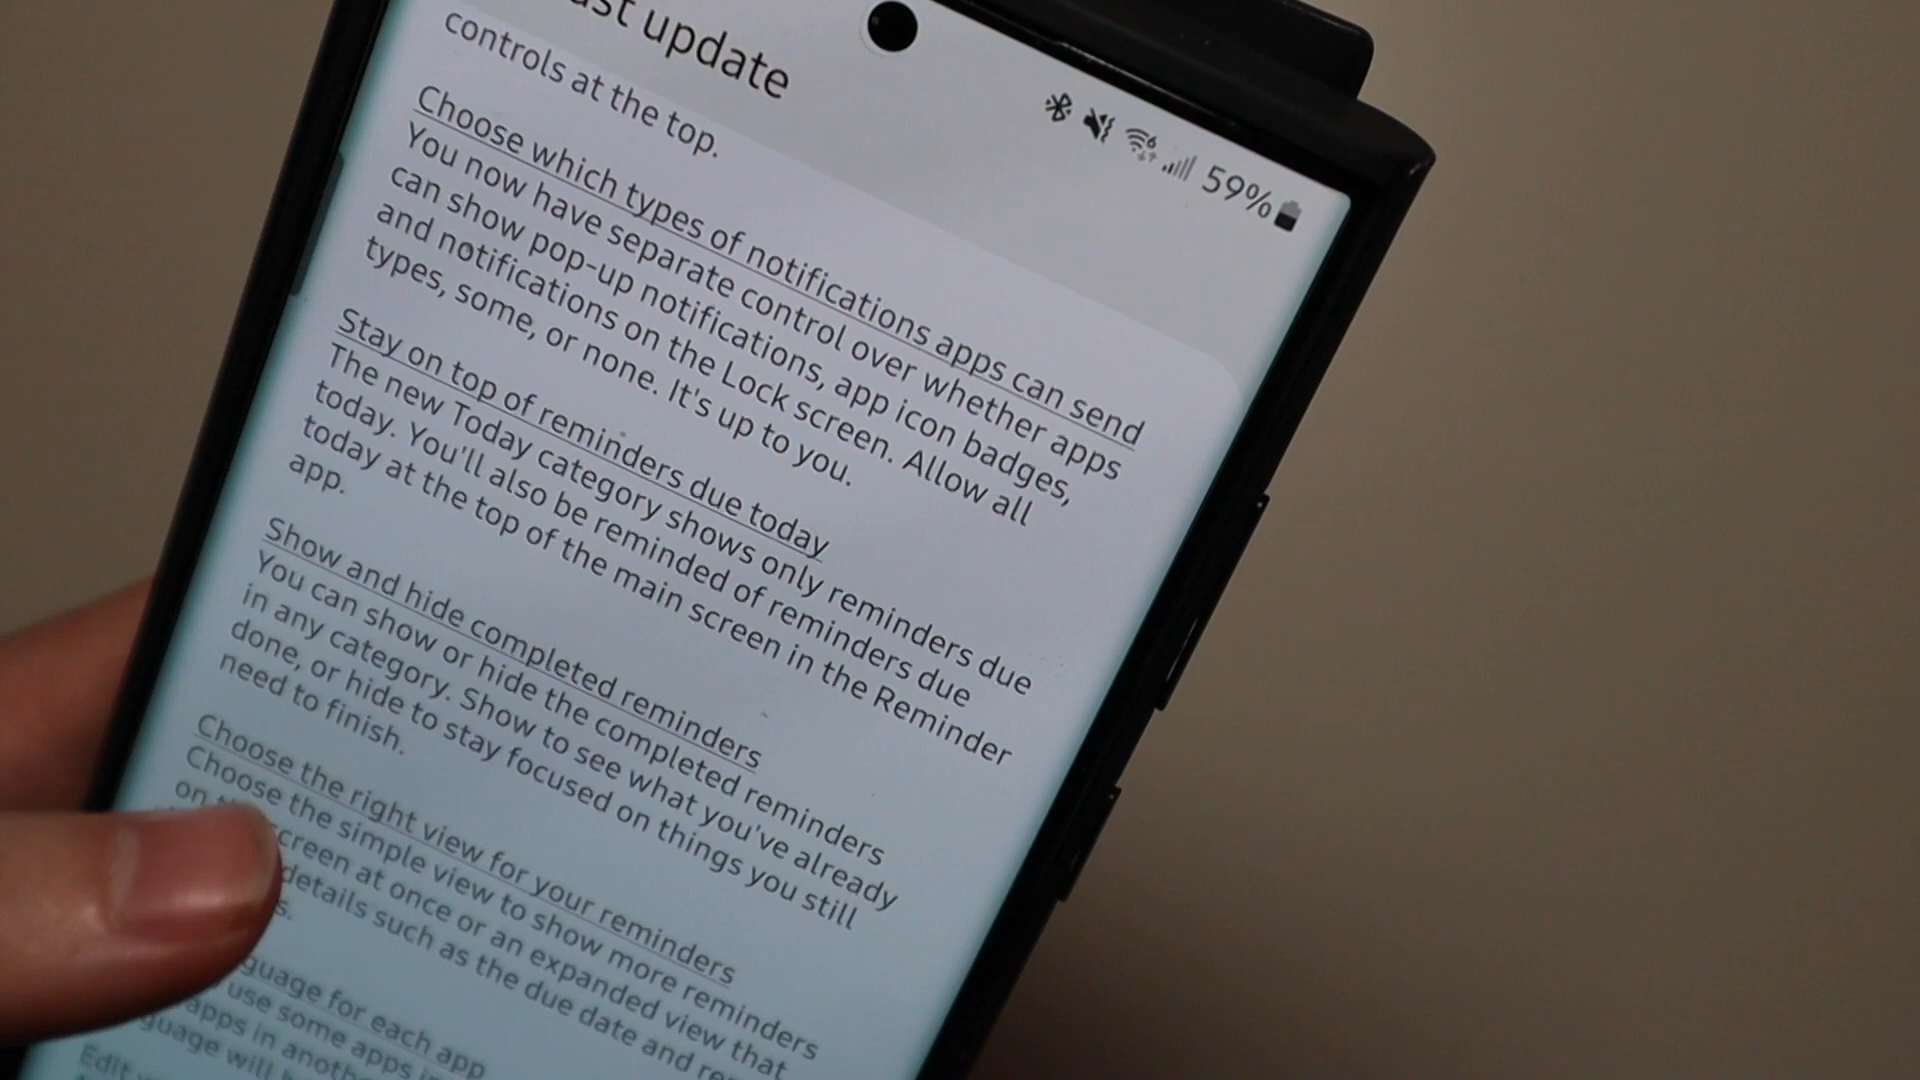 update
59%
controls at the top.
Choose which types of notifications apps can send
You now have separate control over whether apps
can show pop-up notifications, app icon badges,
and notifications on the Lock screen. Allow all
types, some, or none. It's up to you.
Stay on top of reminders due today
The new Today category shows only reminders due
today. You'll also be reminded of reminders due
today at the top of the main screen in the Reminder
app.
Show and hide completed reminders
You can show or hide the completed reminders
in any category. Show to see what you've already
done, or hide to stay focused on things you still
need to finish.
Choose the right view for your reminders
Choose the simple view to show more reminders
on screen at once or an expanded view that
details such as the due date and
for each app
use some apps
apps in
will
Edit